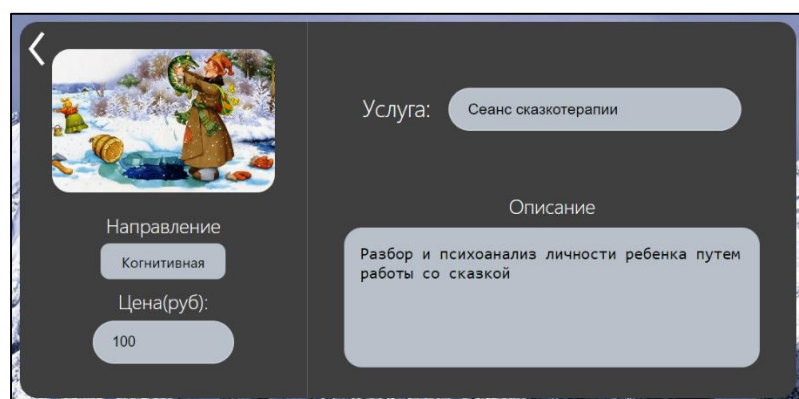 Услуга:
Сеанс сказкотерапии
Направление
Когнитивная
Цена(руб):
100
Описание
Разбор и психоанализ личности ребенка путем
работы со сказкой